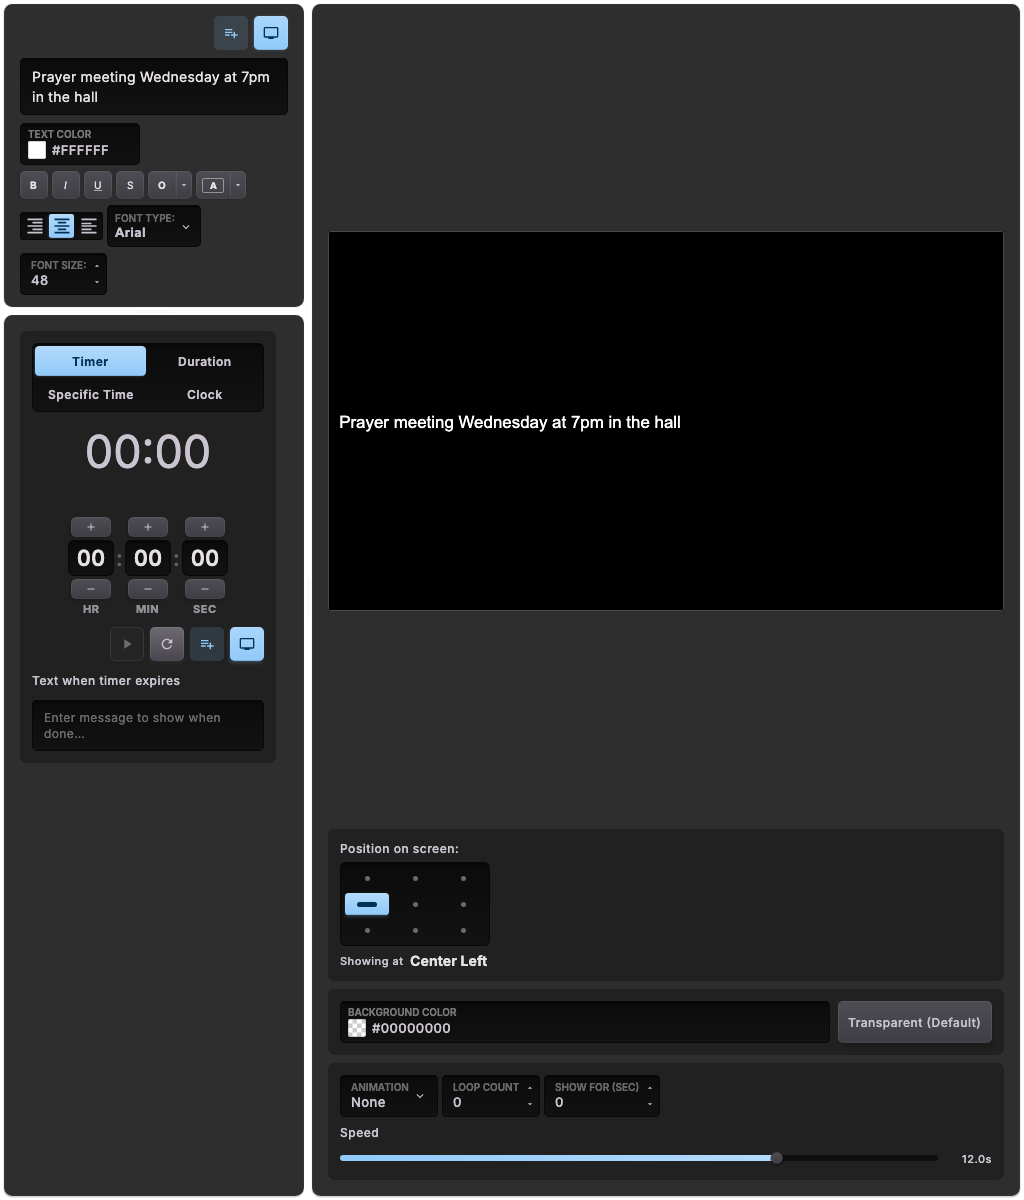 Prayer meeting Wednesday at 7pm
in the hall
TEXT COLOR
#FFFFFF
B I U S O A
FONT TYPE:
Arial
FONT SIZE:
48
Timer Duration
Specific Time Clock
00:00
+ + +
00 : 00 : 00
− − −
HR MIN SEC
Text when timer expires
Enter message to show when
done...
Prayer meeting Wednesday at 7pm in the hall
Position on screen:
Showing at Center Left
BACKGROUND COLOR
#00000000
Transparent (Default)
ANIMATION LOOP COUNT SHOW FOR (SEC)
None 0 0
Speed
12.0s